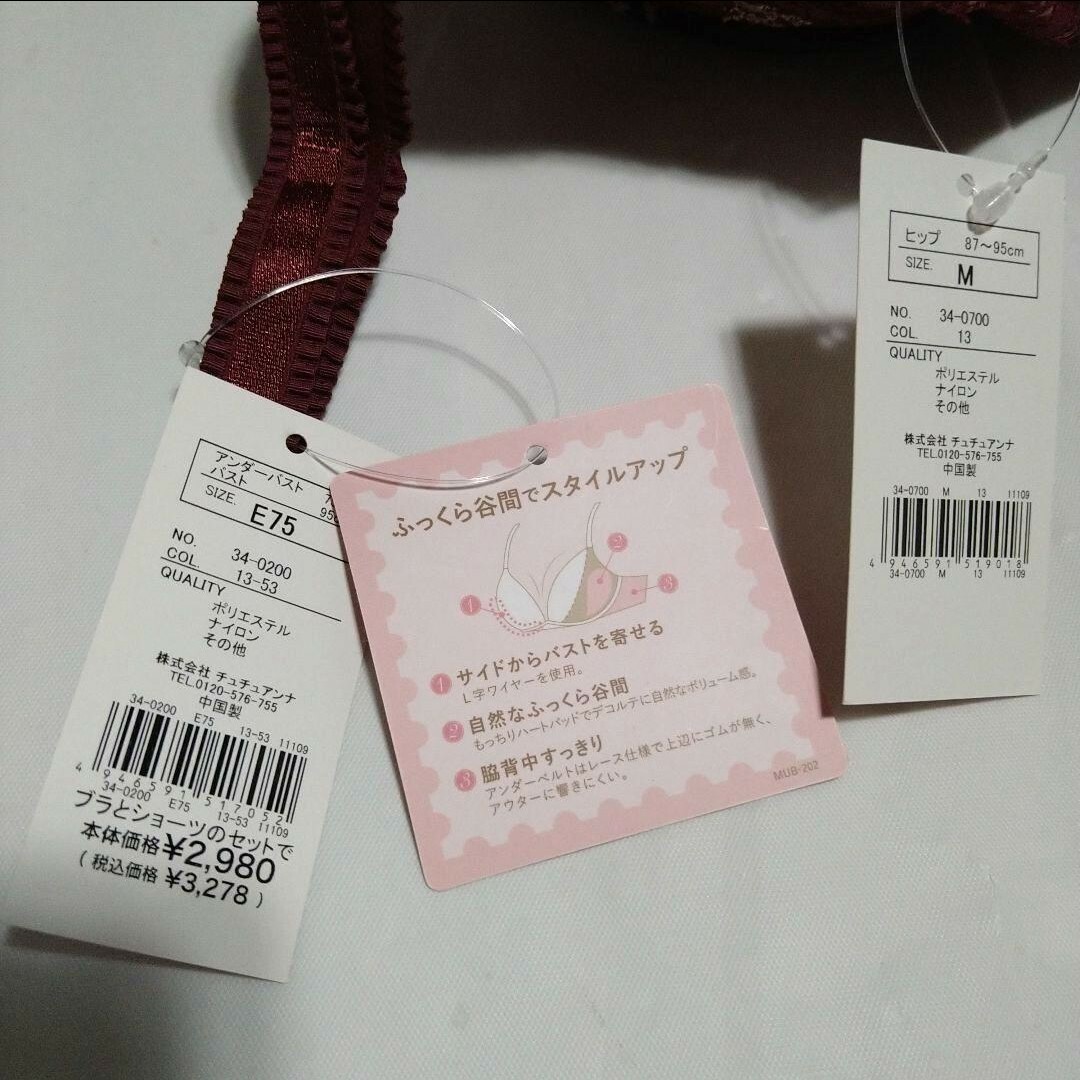 アンダーバスト
バスト
SIZE. E75
NO. 34-0200
COL. 13-53
QUALITY
ポリエステル
ナイロン
その他
株式会社 チュチュアンナ
TEL.0120-576-755
中国製
34-0200 E75 13-53 11109
4 946591 517052
34-0200 E75 13-53 11109
ブラとショーツのセットで
本体価格¥2,980
(税込価格 ¥3,278)
ふっくら谷間でスタイルアップ
1
2
3
1 サイドからバストを寄せる
L字ワイヤーを使用。
2 自然なふっくら谷間
もっちりハートパッドでデコルテに自然なボリューム感。
3 脇背中すっきり
アンダーベルトはレース仕様で上辺にゴムが無く、
アウターに響きにくい。
MUB-202
ヒップ 87〜95cm
SIZE. M
NO. 34-0700
COL. 13
QUALITY
ポリエステル
ナイロン
その他
株式会社 チュチュアンナ
TEL.0120-576-755
中国製
34-0700 M 13 11109
4 946591 519018
34-0700 M 13 11109